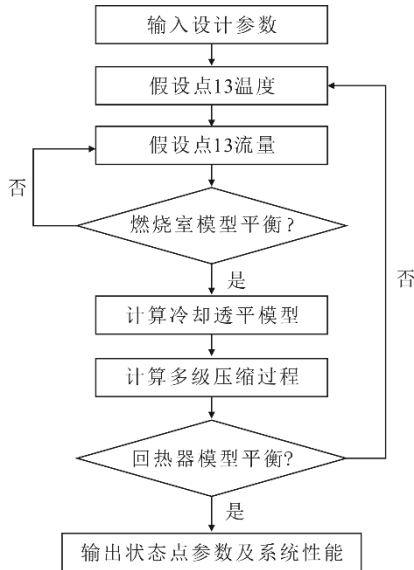 输入设计参数
假设点13温度
假设点13流量
否
燃烧室模型平衡?
否
是
计算冷却透平模型
计算多级压缩过程
回热器模型平衡?
是
输出状态点参数及系统性能